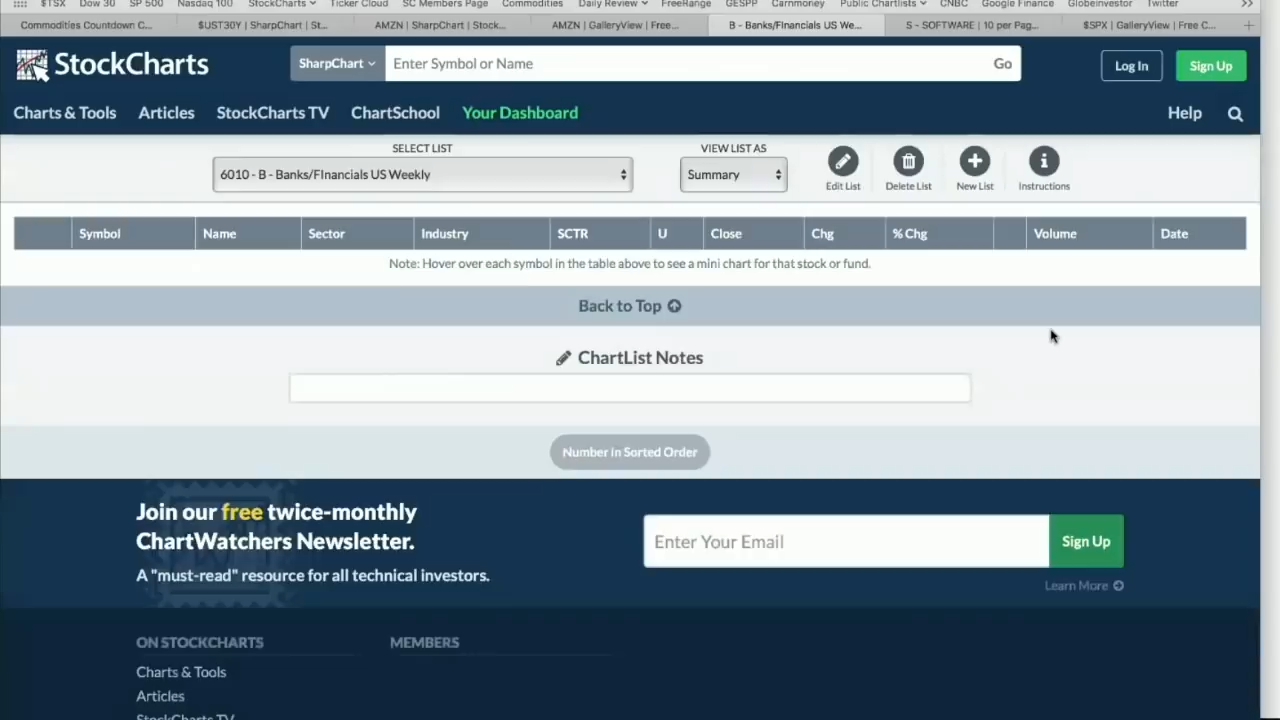 $TSX Dow 30 SP 500 Nasdaq 100 StockCharts Ticker Cloud SC Members Page Commodities Daily Review FreeRange GESPP Carnmoney Public Chartlists CNBC Google Finance Globeinvestor Twitter
Commodities Countdown C... $UST30Y | SharpChart | St... AMZN | SharpChart | Stock... AMZN | GalleryView | Free... B - Banks/FInancials US We... S - SOFTWARE | 10 per Pag... $SPX | GalleryView | Free C...
StockCharts SharpChart Enter Symbol or Name Go Log In Sign Up
Charts & Tools Articles StockCharts TV ChartSchool Your Dashboard Help
SELECT LIST VIEW LIST AS
6010 - B - Banks/FInancials US Weekly Summary
Edit List Delete List New List Instructions
Symbol Name Sector Industry SCTR U Close Chg % Chg Volume Date
Note: Hover over each symbol in the table above to see a mini chart for that stock or fund.
Back to Top
ChartList Notes
Number in Sorted Order
Join our free twice-monthly
ChartWatchers Newsletter.
A "must-read" resource for all technical investors.
Enter Your Email Sign Up
Learn More
ON STOCKCHARTS MEMBERS
Charts & Tools
Articles
StockCharts TV